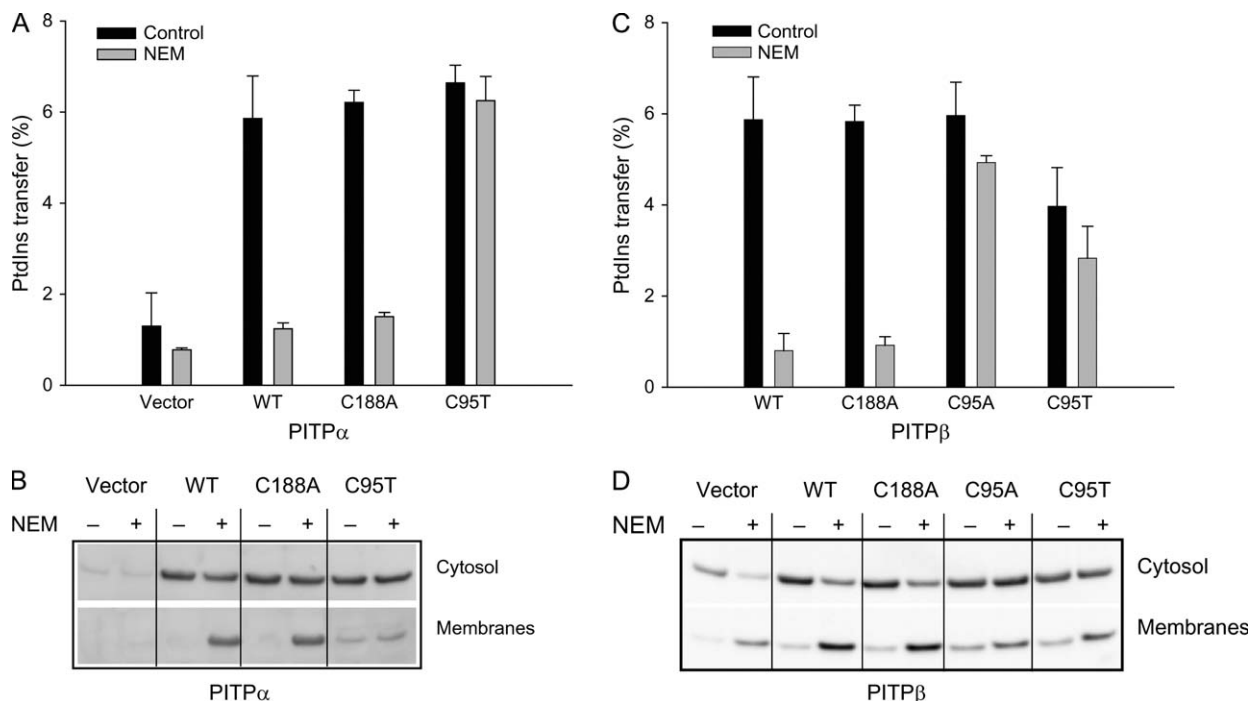 A
8
6
4
2
0
PtdIns transfer (%)
Control
NEM
Vector
WT
C188A
C95T
PITPα
B
Vector WT C188A C95T
NEM – + – + – + – +
Cytosol
Membranes
PITPα
C
8
6
4
2
0
PtdIns transfer (%)
Control
NEM
WT
C188A
C95A
C95T
PITPβ
D
Vector WT C188A C95A C95T
NEM – + – + – + – + – +
Cytosol
Membranes
PITPβ